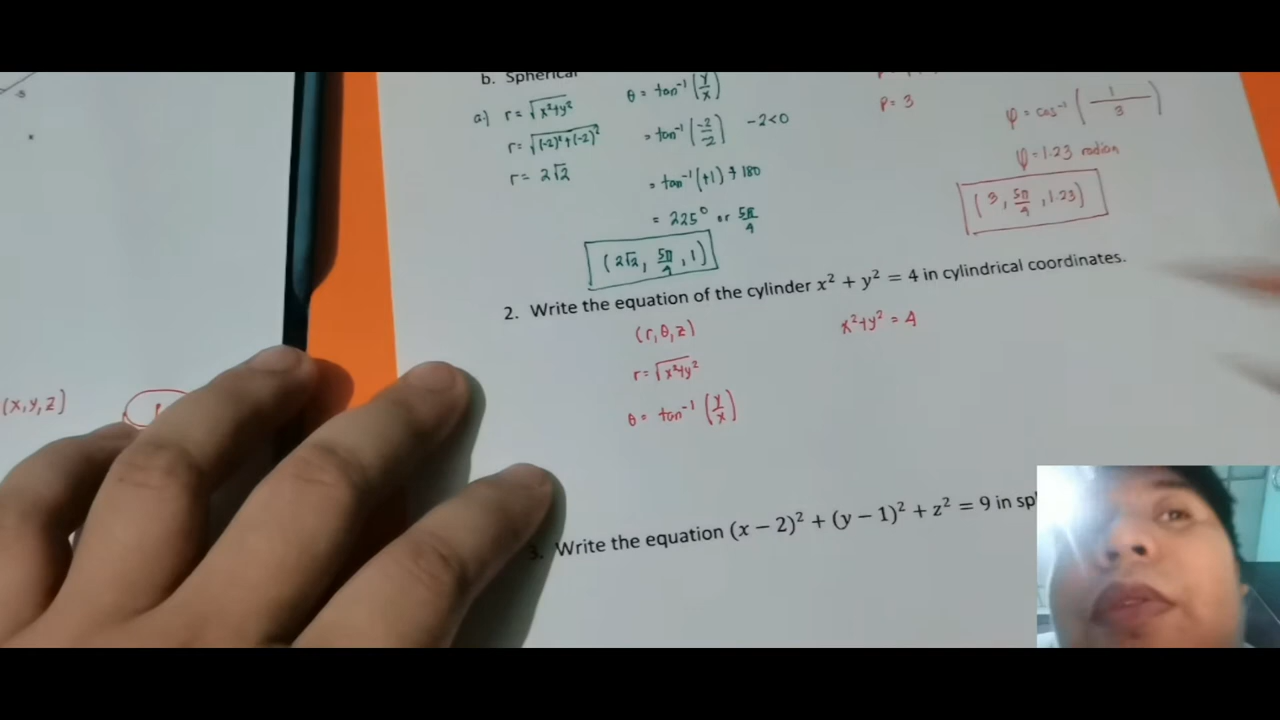 b. Spherical
a.) r = √x²+y²
r = √(-2)²+(-2)²
r = 2√2
θ = tan⁻¹ (y/x)
= tan⁻¹ (-2/-2) -2<0
= tan⁻¹ (+1) + 180
= 225° or 5π/4
(2√2, 5π/4, 1)
ρ = 3
φ = cos⁻¹ (1/3)
φ = 1.23 radian
(3, 5π/4, 1.23)
2. Write the equation of the cylinder x² + y² = 4 in cylindrical coordinates.
(r, θ, z)
r = √x²+y²
θ = tan⁻¹ (y/x)
x²+y² = 4
(x, y, z)
3. Write the equation (x − 2)² + (y − 1)² + z² = 9 in